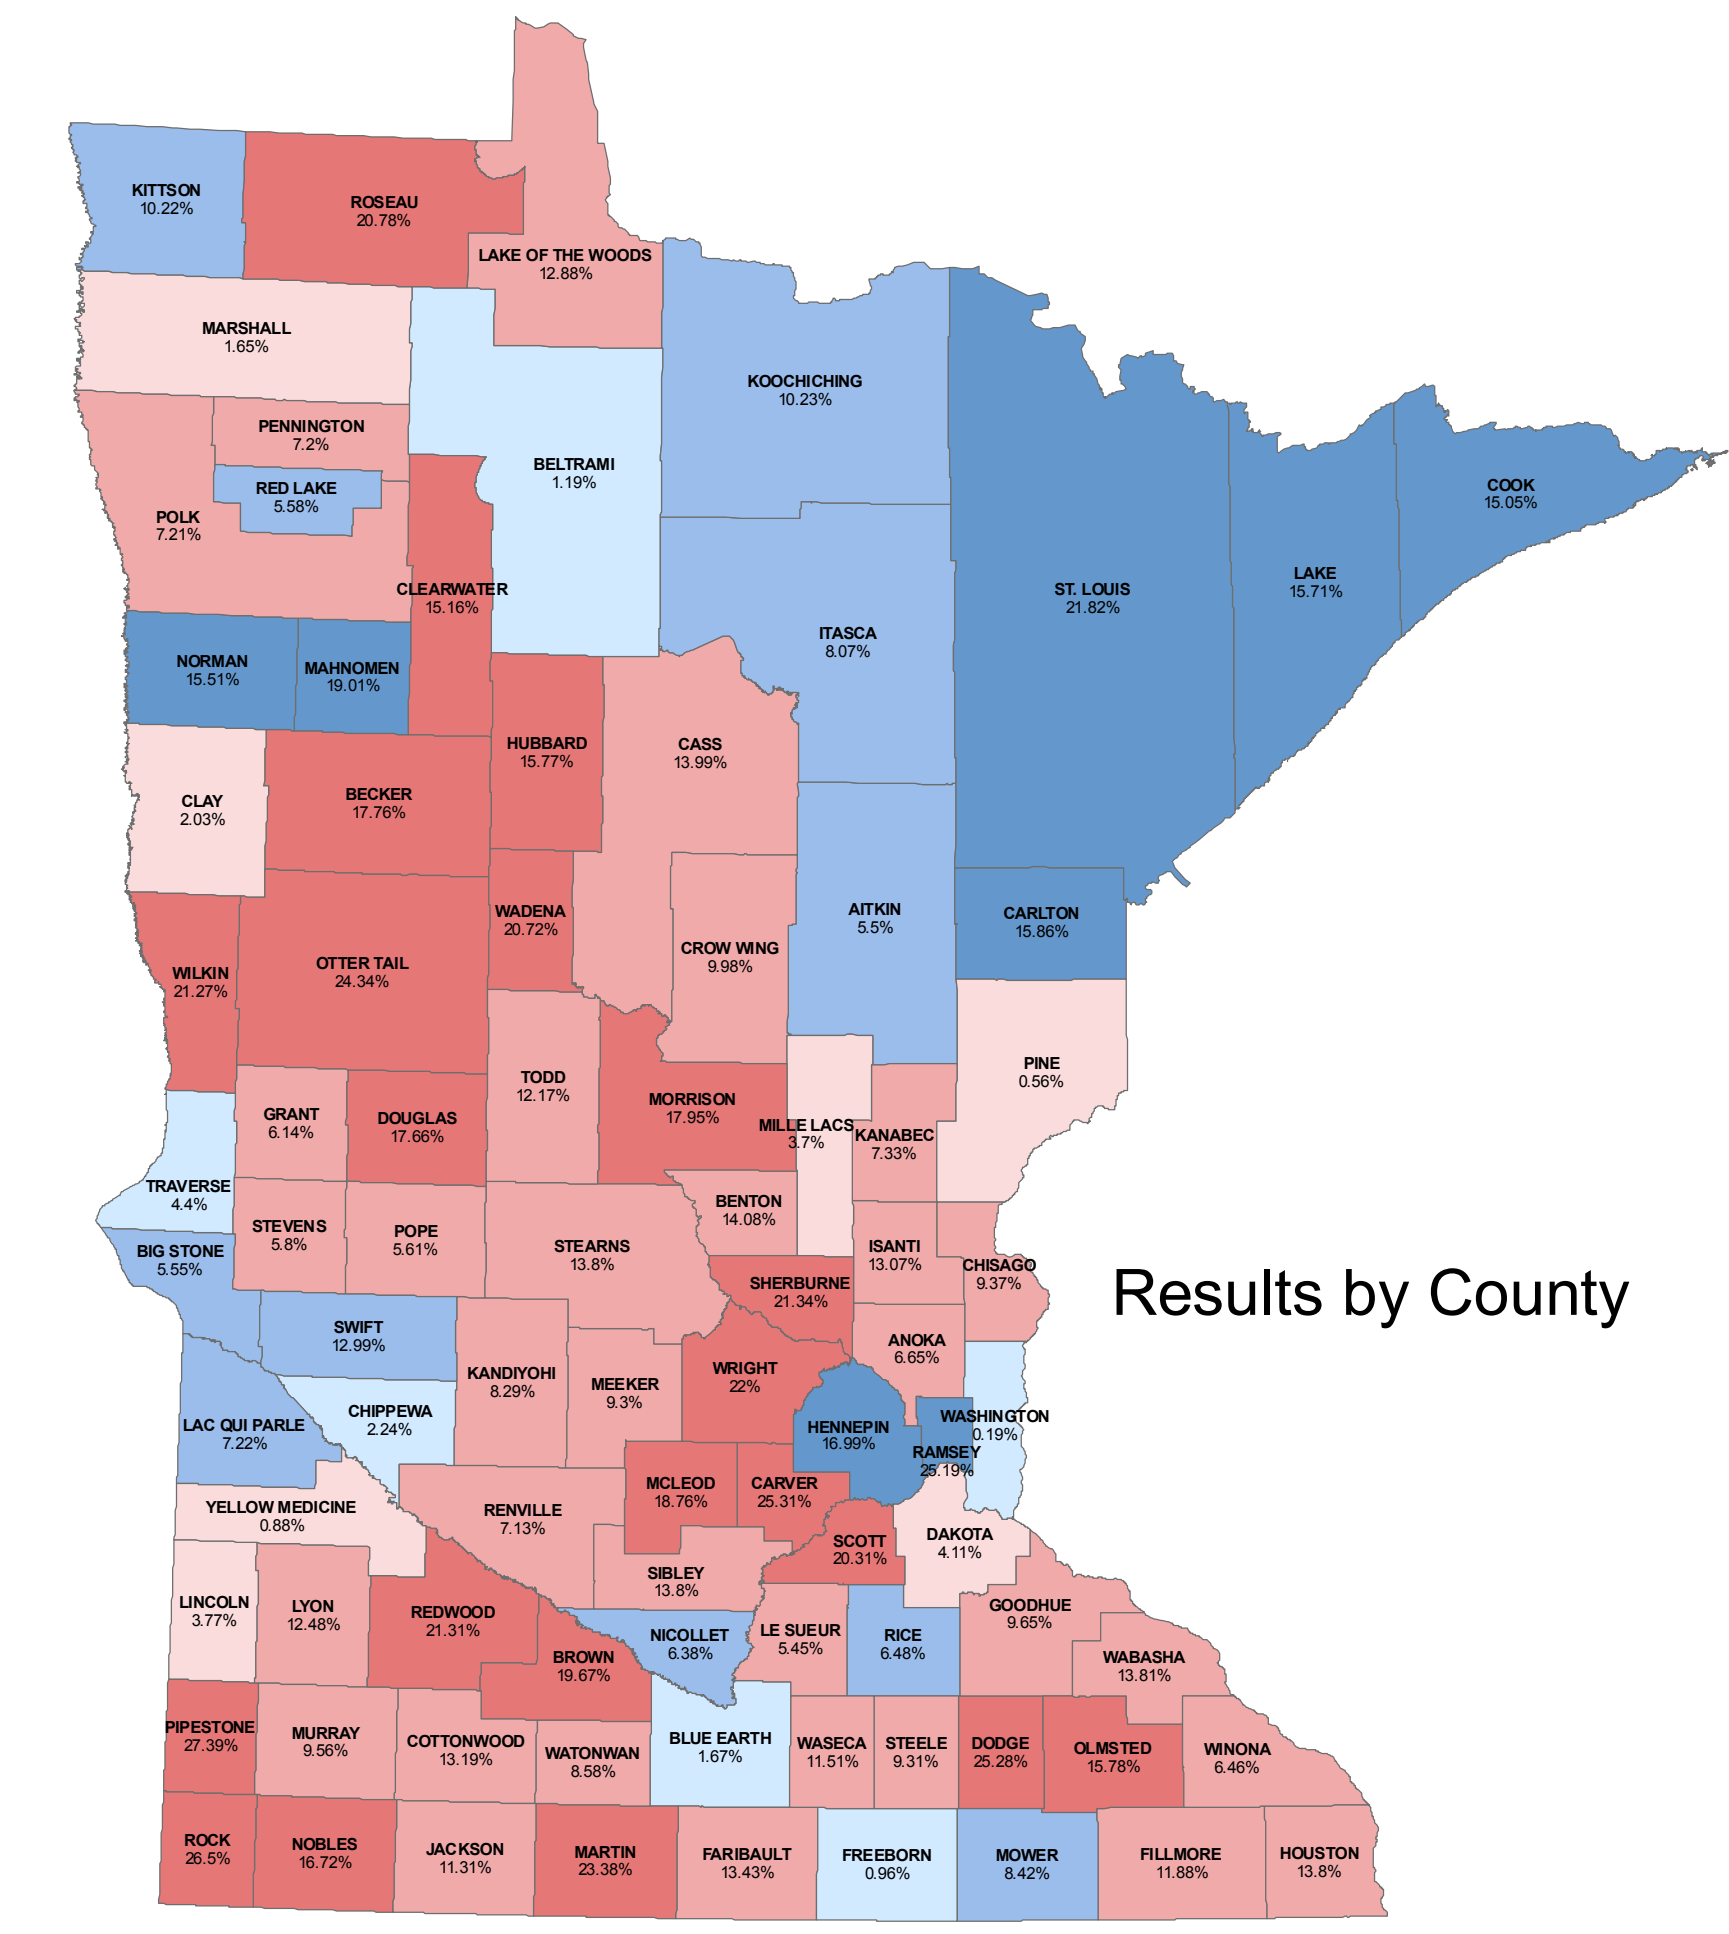 KITTSON
10.22%
ROSEAU
20.78%
LAKE OF THE WOODS
12.88%
MARSHALL
1.65%
KOOCHICHING
10.23%
PENNINGTON
7.2%
BELTRAMI
1.19%
RED LAKE
5.58%
COOK
15.05%
POLK
7.21%
CLEARWATER
15.16%
ST. LOUIS
21.82%
LAKE
15.71%
ITASCA
8.07%
NORMAN
15.51%
MAHNOMEN
19.01%
HUBBARD
15.77%
CASS
13.99%
CLAY
2.03%
BECKER
17.76%
WADENA
20.72%
AITKIN
5.5%
CARLTON
15.86%
CROW WING
9.98%
OTTER TAIL
24.34%
WILKIN
21.27%
PINE
0.56%
TODD
12.17%
MORRISON
17.95%
GRANT
6.14%
DOUGLAS
17.66%
MILLE LACS
3.7%
KANABEC
7.33%
TRAVERSE
4.4%
BENTON
14.08%
STEVENS
5.8%
POPE
5.61%
BIG STONE
5.55%
STEARNS
13.8%
ISANTI
13.07%
CHISAGO
9.37%
SHERBURNE
21.34%
Results by County
SWIFT
12.99%
ANOKA
6.65%
KANDIYOHI
8.29%
MEEKER
9.3%
WRIGHT
22%
LAC QUI PARLE
7.22%
CHIPPEWA
2.24%
HENNEPIN
16.99%
WASHINGTON
0.19%
RAMSEY
25.19%
MCLEOD
18.76%
CARVER
25.31%
YELLOW MEDICINE
0.88%
RENVILLE
7.13%
SCOTT
20.31%
DAKOTA
4.11%
SIBLEY
13.8%
LINCOLN
3.77%
LYON
12.48%
REDWOOD
21.31%
GOODHUE
9.65%
NICOLLET
6.38%
LE SUEUR
5.45%
RICE
6.48%
BROWN
19.67%
WABASHA
13.81%
PIPESTONE
27.39%
MURRAY
9.56%
COTTONWOOD
13.19%
WATONWAN
8.58%
BLUE EARTH
1.67%
WASECA
11.51%
STEELE
9.31%
DODGE
25.28%
OLMSTED
15.78%
WINONA
6.46%
ROCK
26.5%
NOBLES
16.72%
JACKSON
11.31%
MARTIN
23.38%
FARIBAULT
13.43%
FREEBORN
0.96%
MOWER
8.42%
FILLMORE
11.88%
HOUSTON
13.8%